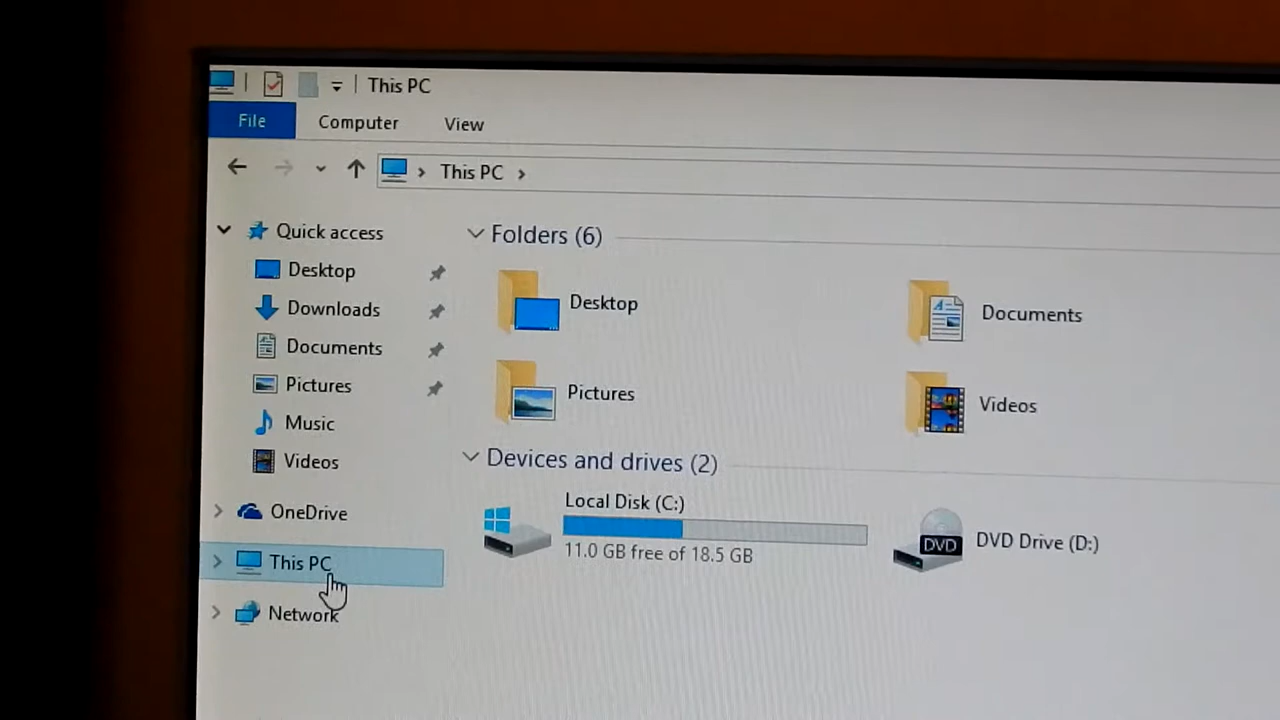 This PC
File Computer View
This PC
Quick access
Desktop
Downloads
Documents
Pictures
Music
Videos
OneDrive
This PC
Network
Folders (6)
Desktop
Documents
Pictures
Videos
Devices and drives (2)
Local Disk (C:)
11.0 GB free of 18.5 GB
DVD
DVD Drive (D:)